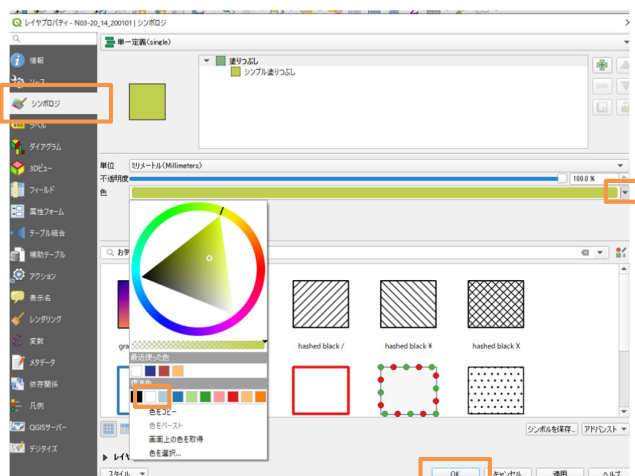 レイヤプロパティ - N03-20_14_200101 | シンボロジ
情報
シンボロジ
ダイアグラム
3Dビュー
フィールド
属性フォーム
テーブル結合
補助テーブル
アクション
表示名
レンダリング
変数
メタデータ
依存関係
凡例
QGISサーバー
デジタイズ
単一定義(single)
塗りつぶし
シンプル塗りつぶし
単位 ミリメートル(Millimeters)
不透明度 100.0 %
色
最近使った色
標準色
色をコピー
色をペースト
画面上の色を取得
色を選択...
hashed black /
hashed black ¥
hashed black X
シンボルを保存...
アドバンスト
スタイル
OK
キャンセル
適用
ヘルプ